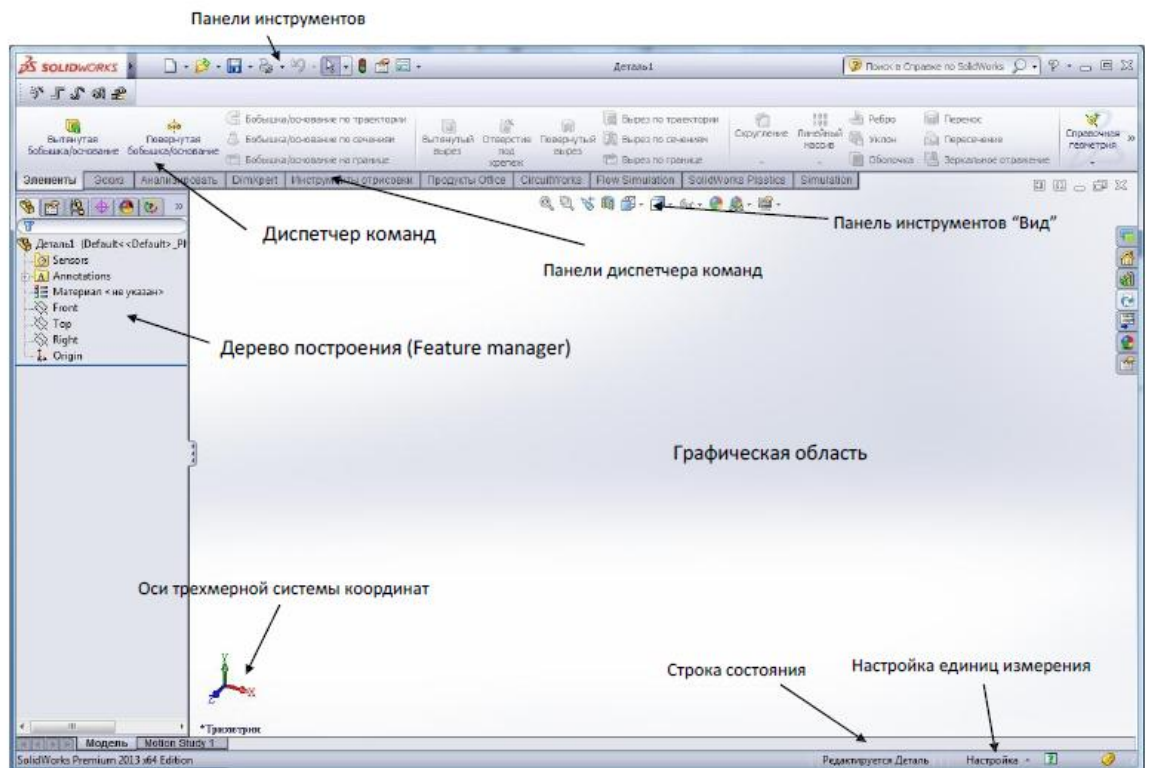 Панели инструментов
SOLIDWORKS
Деталь1
Поиск в Справке по SolidWorks
Вытянутая бобышка/основание
Повернутая бобышка/основание
Бобышка/основание по траектории
Бобышка/основание по сечениям
Бобышка/основание на границе
Вытянутый вырез
Отверстие под крепеж
Повернутый вырез
Вырез по траектории
Вырез по сечениям
Вырез по границе
Скругление
Линейный массив
Ребро
Уклон
Оболочка
Перенос
Пересечение
Зеркальное отражение
Справочная геометрия
Элементы Эскиз Анализировать DimXpert Инструменты отрисовки Продукты Office CircuitWorks Flow Simulation SolidWorks Plastics Simulation
Диспетчер команд
Панель инструментов “Вид”
Панели диспетчера команд
Деталь1 (Default<<Default>_Pl
Sensors
Annotations
Материал <не указан>
Front
Top
Right
Origin
Дерево построения (Feature manager)
Графическая область
Оси трехмерной системы координат
Y
X
Z
*Триметрия
Строка состояния
Настройка единиц измерения
Модель Motion Study 1
SolidWorks Premium 2013 x64 Edition
Редактируется Деталь
Настройка